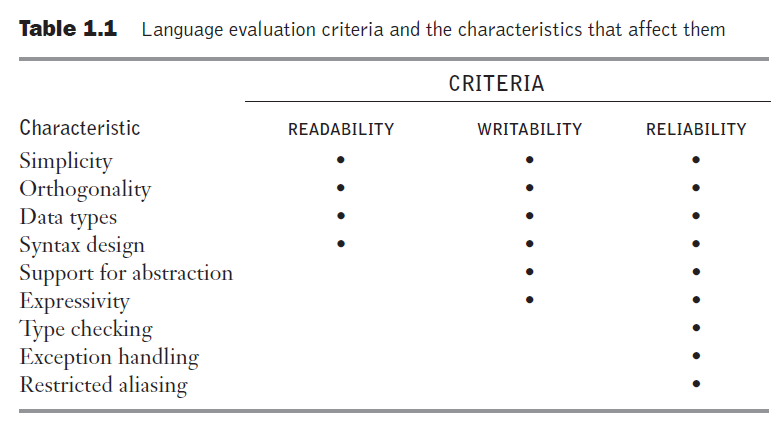 Table 1.1 Language evaluation criteria and the characteristics that affect them
CRITERIA
Characteristic READABILITY WRITABILITY RELIABILITY
Simplicity • • •
Orthogonality • • •
Data types • • •
Syntax design • • •
Support for abstraction • •
Expressivity • •
Type checking •
Exception handling •
Restricted aliasing •